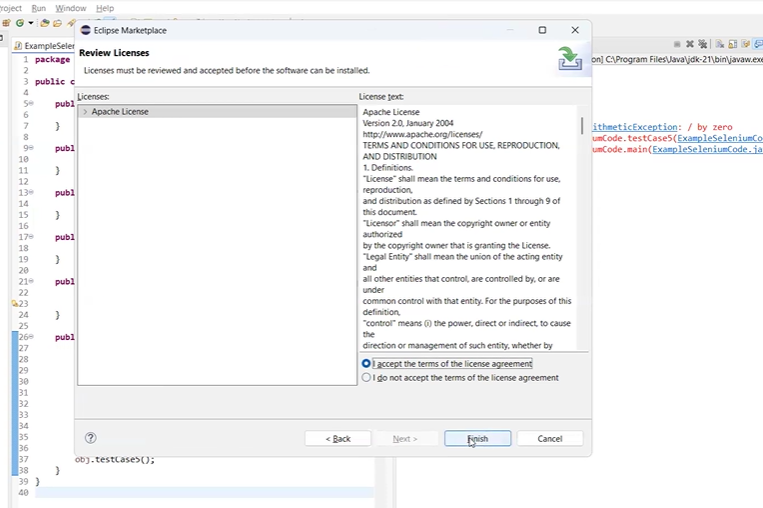 roject Run Window Help
Eclipse Marketplace
Review Licenses
Licenses must be reviewed and accepted before the software can be installed.
Licenses:
Apache License
License text:
Apache License
Version 2.0, January 2004
http://www.apache.org/licenses/
TERMS AND CONDITIONS FOR USE, REPRODUCTION,
AND DISTRIBUTION
1. Definitions.
"License" shall mean the terms and conditions for use,
reproduction,
and distribution as defined by Sections 1 through 9 of
this document.
"Licensor" shall mean the copyright owner or entity
authorized
by the copyright owner that is granting the License.
"Legal Entity" shall mean the union of the acting entity
and
all other entities that control, are controlled by, or are
under
common control with that entity. For the purposes of this
definition,
"control" means (i) the power, direct or indirect, to cause
the
direction or management of such entity, whether by
I accept the terms of the license agreement
I do not accept the terms of the license agreement
?
< Back
Next >
Finish
Cancel
ExampleSelen
1 package
2
3 public c
4
5 publ
6
7 }
8
9 publ
10
11 }
12
13 publ
14
15 }
16
17 publ
18
19 }
20
21 publ
22
23
24 }
25
26 publ
27
28
29
30
31
32
33
34
35
36
37 obj.testCase5();
38 }
39 }
40
on] C:\Program Files\Java\jdk-21\bin\javaw.exe
ithmeticException: / by zero
umCode.testCase5(ExampleSeleniumCo
umCode.main(ExampleSeleniumCode.ja